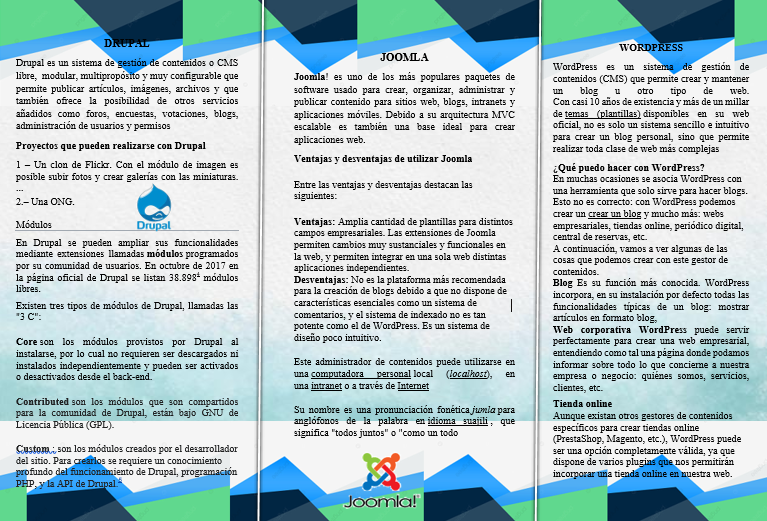 DRUPAL
Drupal es un sistema de gestión de contenidos o CMS
libre, modular, multipropósito y muy configurable que
permite publicar artículos, imágenes, archivos y que
también ofrece la posibilidad de otros servicios
añadidos como foros, encuestas, votaciones, blogs,
administración de usuarios y permisos
Proyectos que pueden realizarse con Drupal
1 – Un clon de Flickr. Con el módulo de imagen es
posible subir fotos y crear galerías con las miniaturas.
...
2.– Una ONG.
Drupal
Módulos
En Drupal se pueden ampliar sus funcionalidades
mediante extensiones llamadas módulos programados
por su comunidad de usuarios. En octubre de 2017 en
la página oficial de Drupal se listan 38.898 módulos
libres.
Existen tres tipos de módulos de Drupal, llamadas las
"3 C":
Core son los módulos provistos por Drupal al
instalarse, por lo cual no requieren ser descargados ni
instalados independientemente y pueden ser activados
o desactivados desde el back-end.
Contributed son los módulos que son compartidos
para la comunidad de Drupal, están bajo GNU de
Licencia Pública (GPL).
Custom : son los módulos creados por el desarrollador
del sitio. Para crearlos se requiere un conocimiento
profundo del funcionamiento de Drupal, programación
PHP, y la API de Drupal.
JOOMLA
Joomla! es uno de los más populares paquetes de
software usado para crear, organizar, administrar y
publicar contenido para sitios web, blogs, intranets y
aplicaciones móviles. Debido a su arquitectura MVC
escalable es también una base ideal para crear
aplicaciones web.
Ventajas y desventajas de utilizar Joomla
Entre las ventajas y desventajas destacan las
siguientes:
Ventajas: Amplia cantidad de plantillas para distintos
campos empresariales. Las extensiones de Joomla
permiten cambios muy sustanciales y funcionales en
la web, y permiten integrar en una sola web distintas
aplicaciones independientes.
Desventajas: No es la plataforma más recomendada
para la creación de blogs debido a que no dispone de
características esenciales como un sistema de
comentarios, y el sistema de indexado no es tan
potente como el de WordPress. Es un sistema de
diseño poco intuitivo.
Este administrador de contenidos puede utilizarse en
una computadora personal local (localhost), en
una intranet o a través de Internet
Su nombre es una pronunciación fonética jumla para
anglófonos de la palabra en idioma suajili , que
significa "todos juntos" o "como un todo
Joomla!
WORDPRESS
WordPress es un sistema de gestión de
contenidos (CMS) que permite crear y mantener
un blog u otro tipo de web.
Con casi 10 años de existencia y más de un millar
de temas (plantillas) disponibles en su web
oficial, no es solo un sistema sencillo e intuitivo
para crear un blog personal, sino que permite
realizar toda clase de web más complejas
¿Qué puedo hacer con WordPress?
En muchas ocasiones se asocia WordPress con
una herramienta que solo sirve para hacer blogs.
Esto no es correcto: con WordPress podemos
crear un crear un blog y mucho más: webs
empresariales, tiendas online, periódico digital,
central de reservas, etc.
A continuación, vamos a ver algunas de las
cosas que podemos crear con este gestor de
contenidos.
Blog Es su función más conocida. WordPress
incorpora, en su instalación por defecto todas las
funcionalidades típicas de un blog: mostrar
artículos en formato blog,
Web corporativa WordPress puede servir
perfectamente para crear una web empresarial,
entendiendo como tal una página donde podamos
informar sobre todo lo que concierne a nuestra
empresa o negocio: quiénes somos, servicios,
clientes, etc.
Tienda online
Aunque existan otros gestores de contenidos
específicos para crear tiendas online
(PrestaShop, Magento, etc.), WordPress puede
ser una opción completamente válida, ya que
dispone de varios plugins que nos permitirán
incorporar una tienda online en nuestra web.